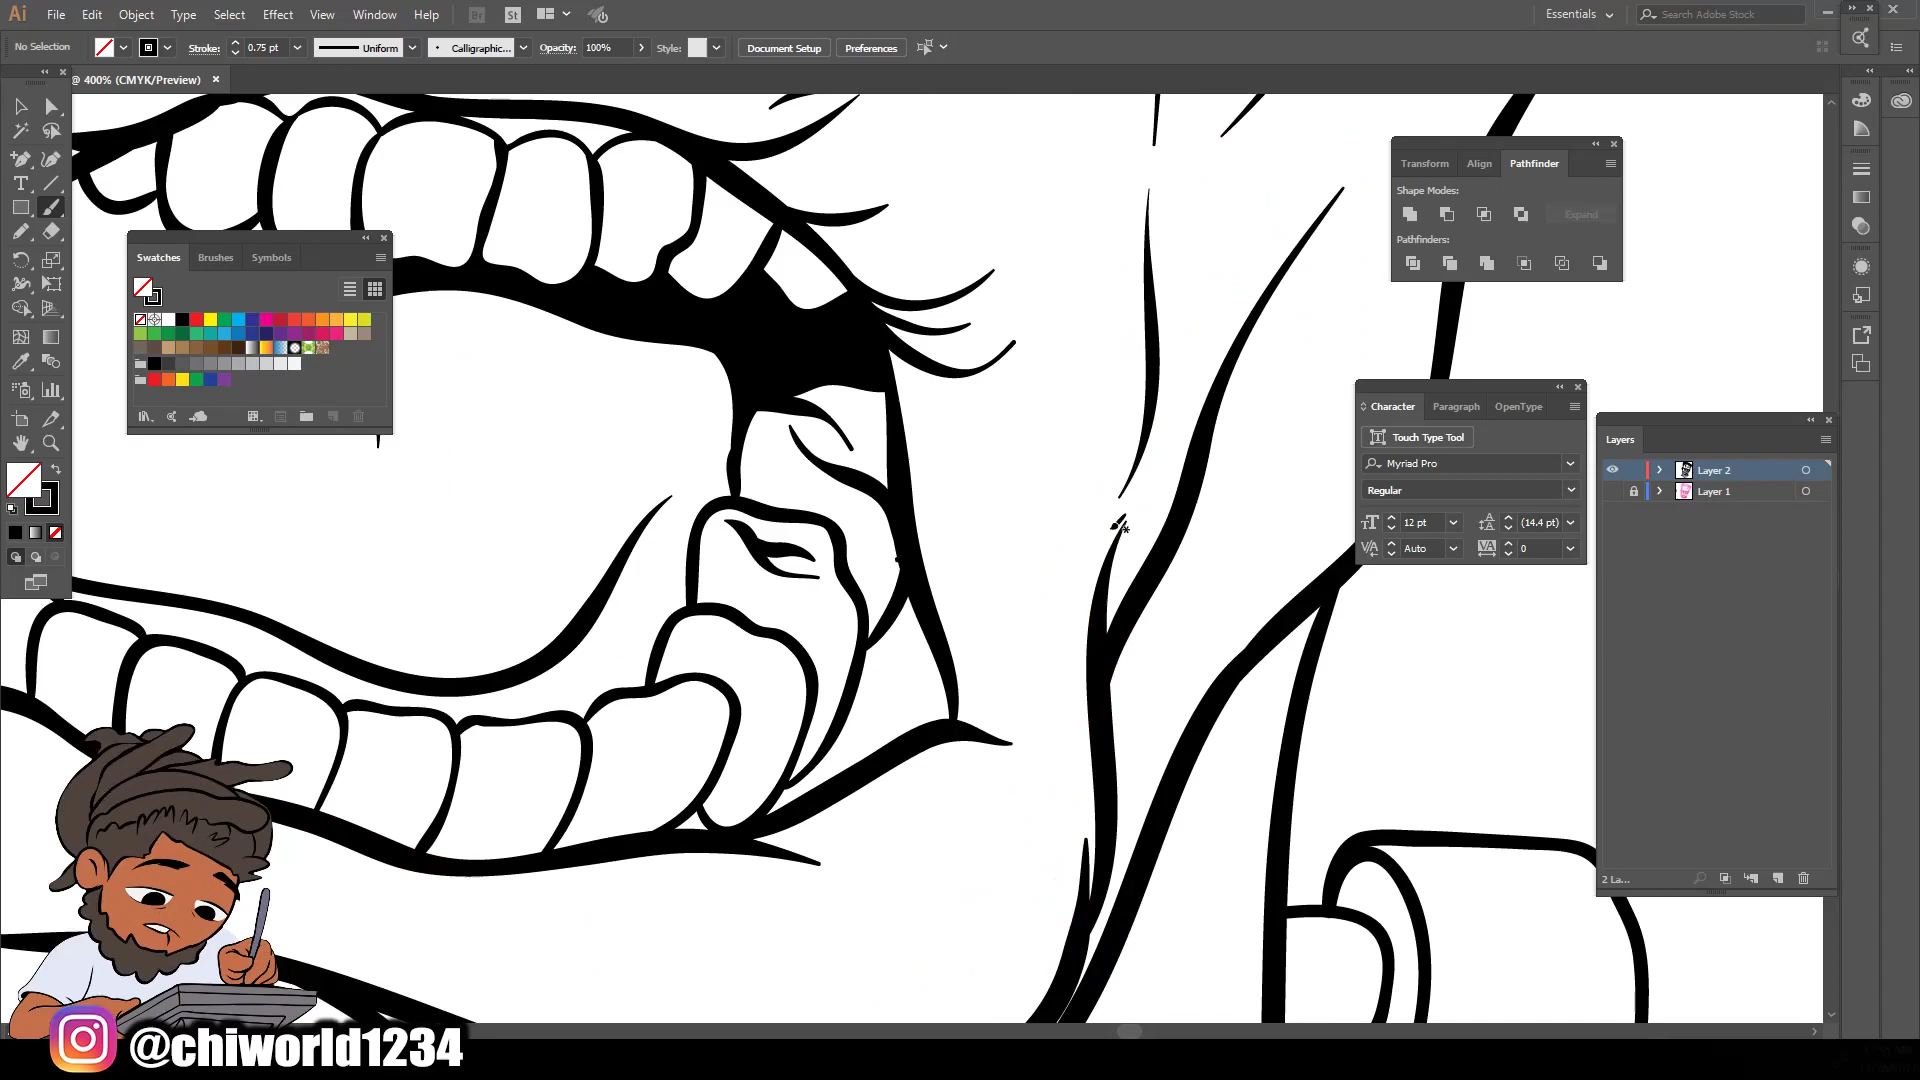 Ai File Edit Object Type Select Effect View Window Help Br St Essentials Search Adobe Stock
No Selection Stroke: 0.75 pt Uniform Calligraphic... Opacity: 100% Style: Document Setup Preferences
@ 400% (CMYK/Preview)
Transform Align Pathfinder
Shape Modes:
Expand
Pathfinders:
Swatches Brushes Symbols
Character Paragraph OpenType
Touch Type Tool
Myriad Pro
Regular
12 pt (14.4 pt)
Auto 0
Layers
Layer 2
Layer 1
2 La...
@chiworld1234